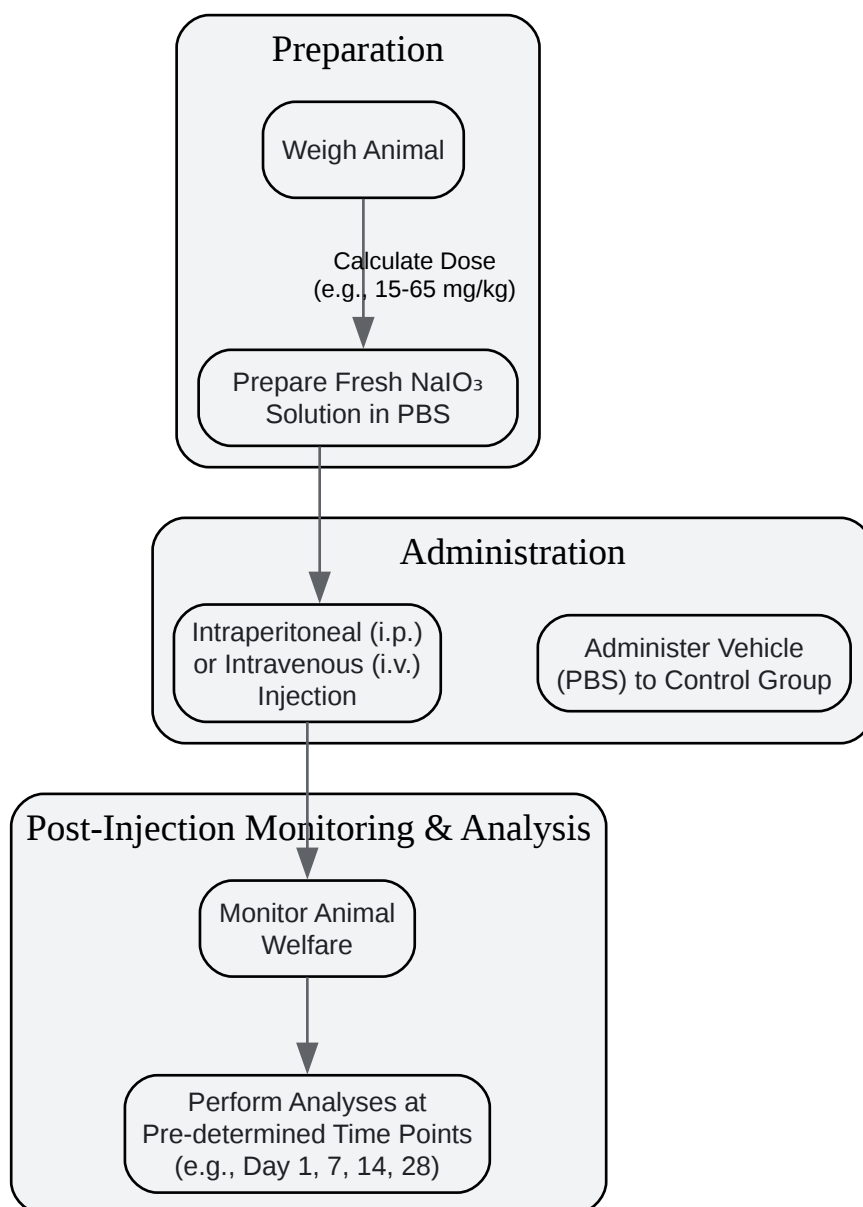 Preparation
Weigh Animal
Calculate Dose
(e.g., 15-65 mg/kg)
Prepare Fresh NaIO₃
Solution in PBS
Administration
Intraperitoneal (i.p.)
or Intravenous (i.v.)
Injection
Administer Vehicle
(PBS) to Control Group
Post-Injection Monitoring & Analysis
Monitor Animal
Welfare
Perform Analyses at
Pre-determined Time Points
(e.g., Day 1, 7, 14, 28)